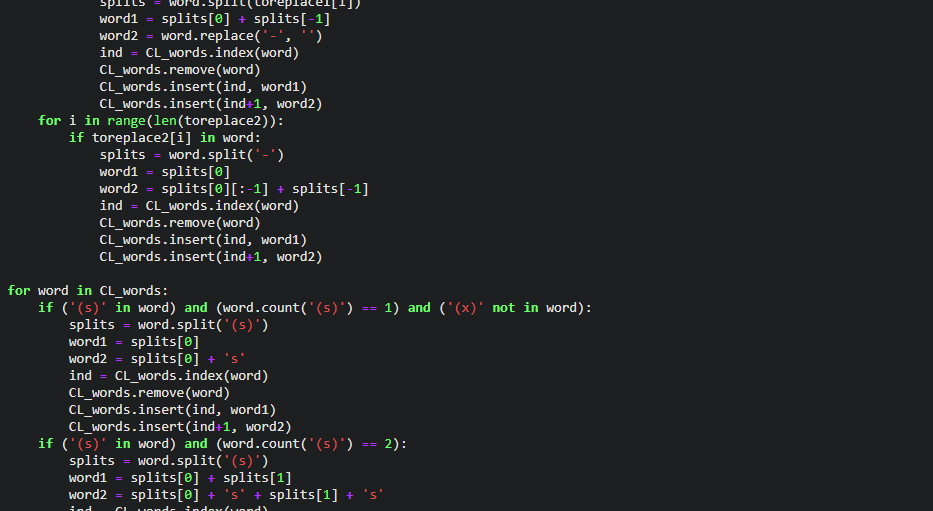 splits = word.split(toreplace1[i])
            word1 = splits[0] + splits[-1]
            word2 = word.replace('-', '')
            ind = CL_words.index(word)
            CL_words.remove(word)
            CL_words.insert(ind, word1)
            CL_words.insert(ind+1, word2)
    for i in range(len(toreplace2)):
        if toreplace2[i] in word:
            splits = word.split('-')
            word1 = splits[0]
            word2 = splits[0][:-1] + splits[-1]
            ind = CL_words.index(word)
            CL_words.remove(word)
            CL_words.insert(ind, word1)
            CL_words.insert(ind+1, word2)

for word in CL_words:
    if ('(s)' in word) and (word.count('(s)') == 1) and ('(x)' not in word):
        splits = word.split('(s)')
        word1 = splits[0]
        word2 = splits[0] + 's'
        ind = CL_words.index(word)
        CL_words.remove(word)
        CL_words.insert(ind, word1)
        CL_words.insert(ind+1, word2)
    if ('(s)' in word) and (word.count('(s)') == 2):
        splits = word.split('(s)')
        word1 = splits[0] + splits[1]
        word2 = splits[0] + 's' + splits[1] + 's'
        ind = CL_words.index(word)